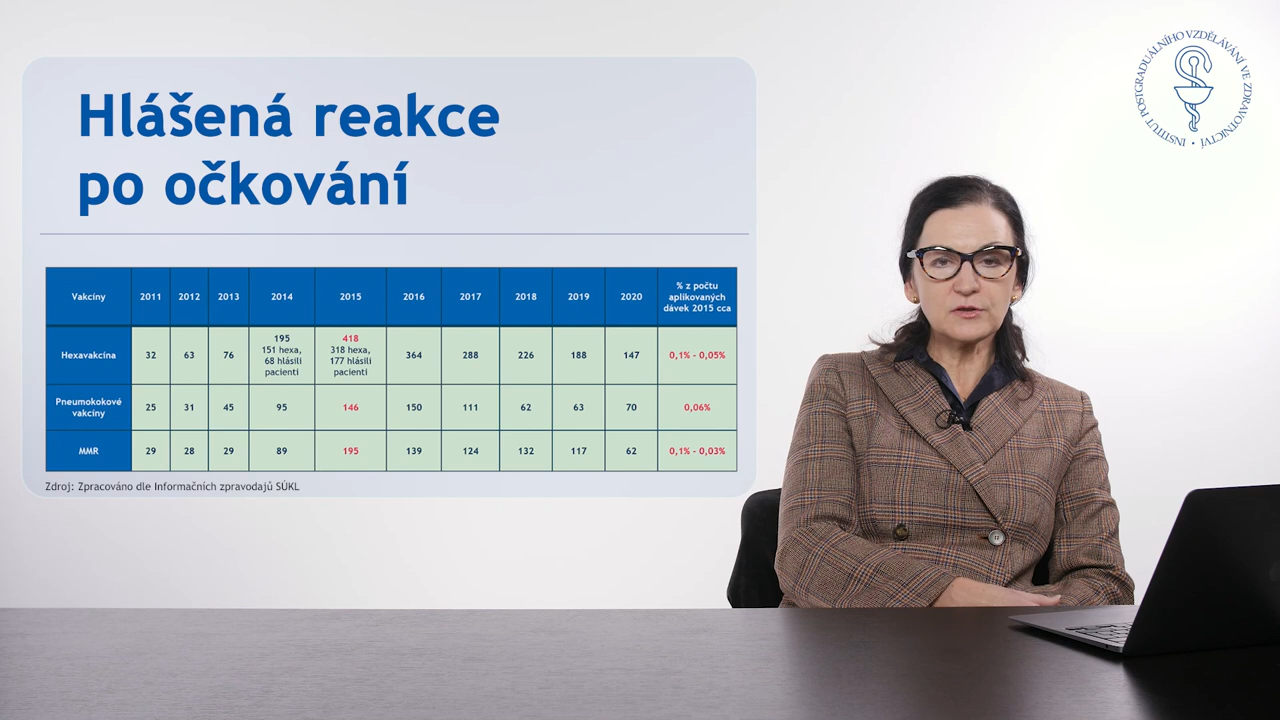 Hlášená reakce
po očkování
Vakcíny 2011 2012 2013 2014 2015 2016 2017 2018 2019 2020 % z počtu aplikovaných dávek 2015 cca
Hexavakcína 32 63 76 195 151 hexa, 68 hlásili pacienti 418 318 hexa, 177 hlásili pacienti 364 288 226 188 147 0,1% - 0,05%
Pneumokokové vakcíny 25 31 45 95 146 150 111 62 63 70 0,06%
MMR 29 28 29 89 195 139 124 132 117 62 0,1% - 0,03%
Zdroj: Zpracováno dle Informačních zpravodajů SÚKL
INSTITUT POSTGRADUÁLNÍHO VZDĚLÁVÁNÍ VE ZDRAVOTNICTVÍ •